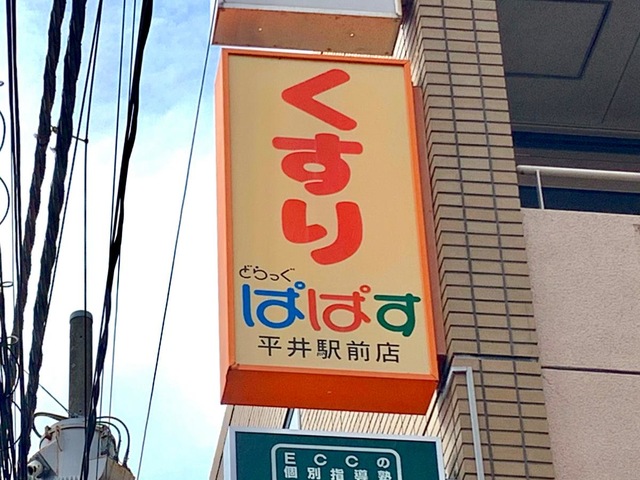 くすり
どらっぐ
ぱぱす
平井駅前店
ECCの
個別指導塾